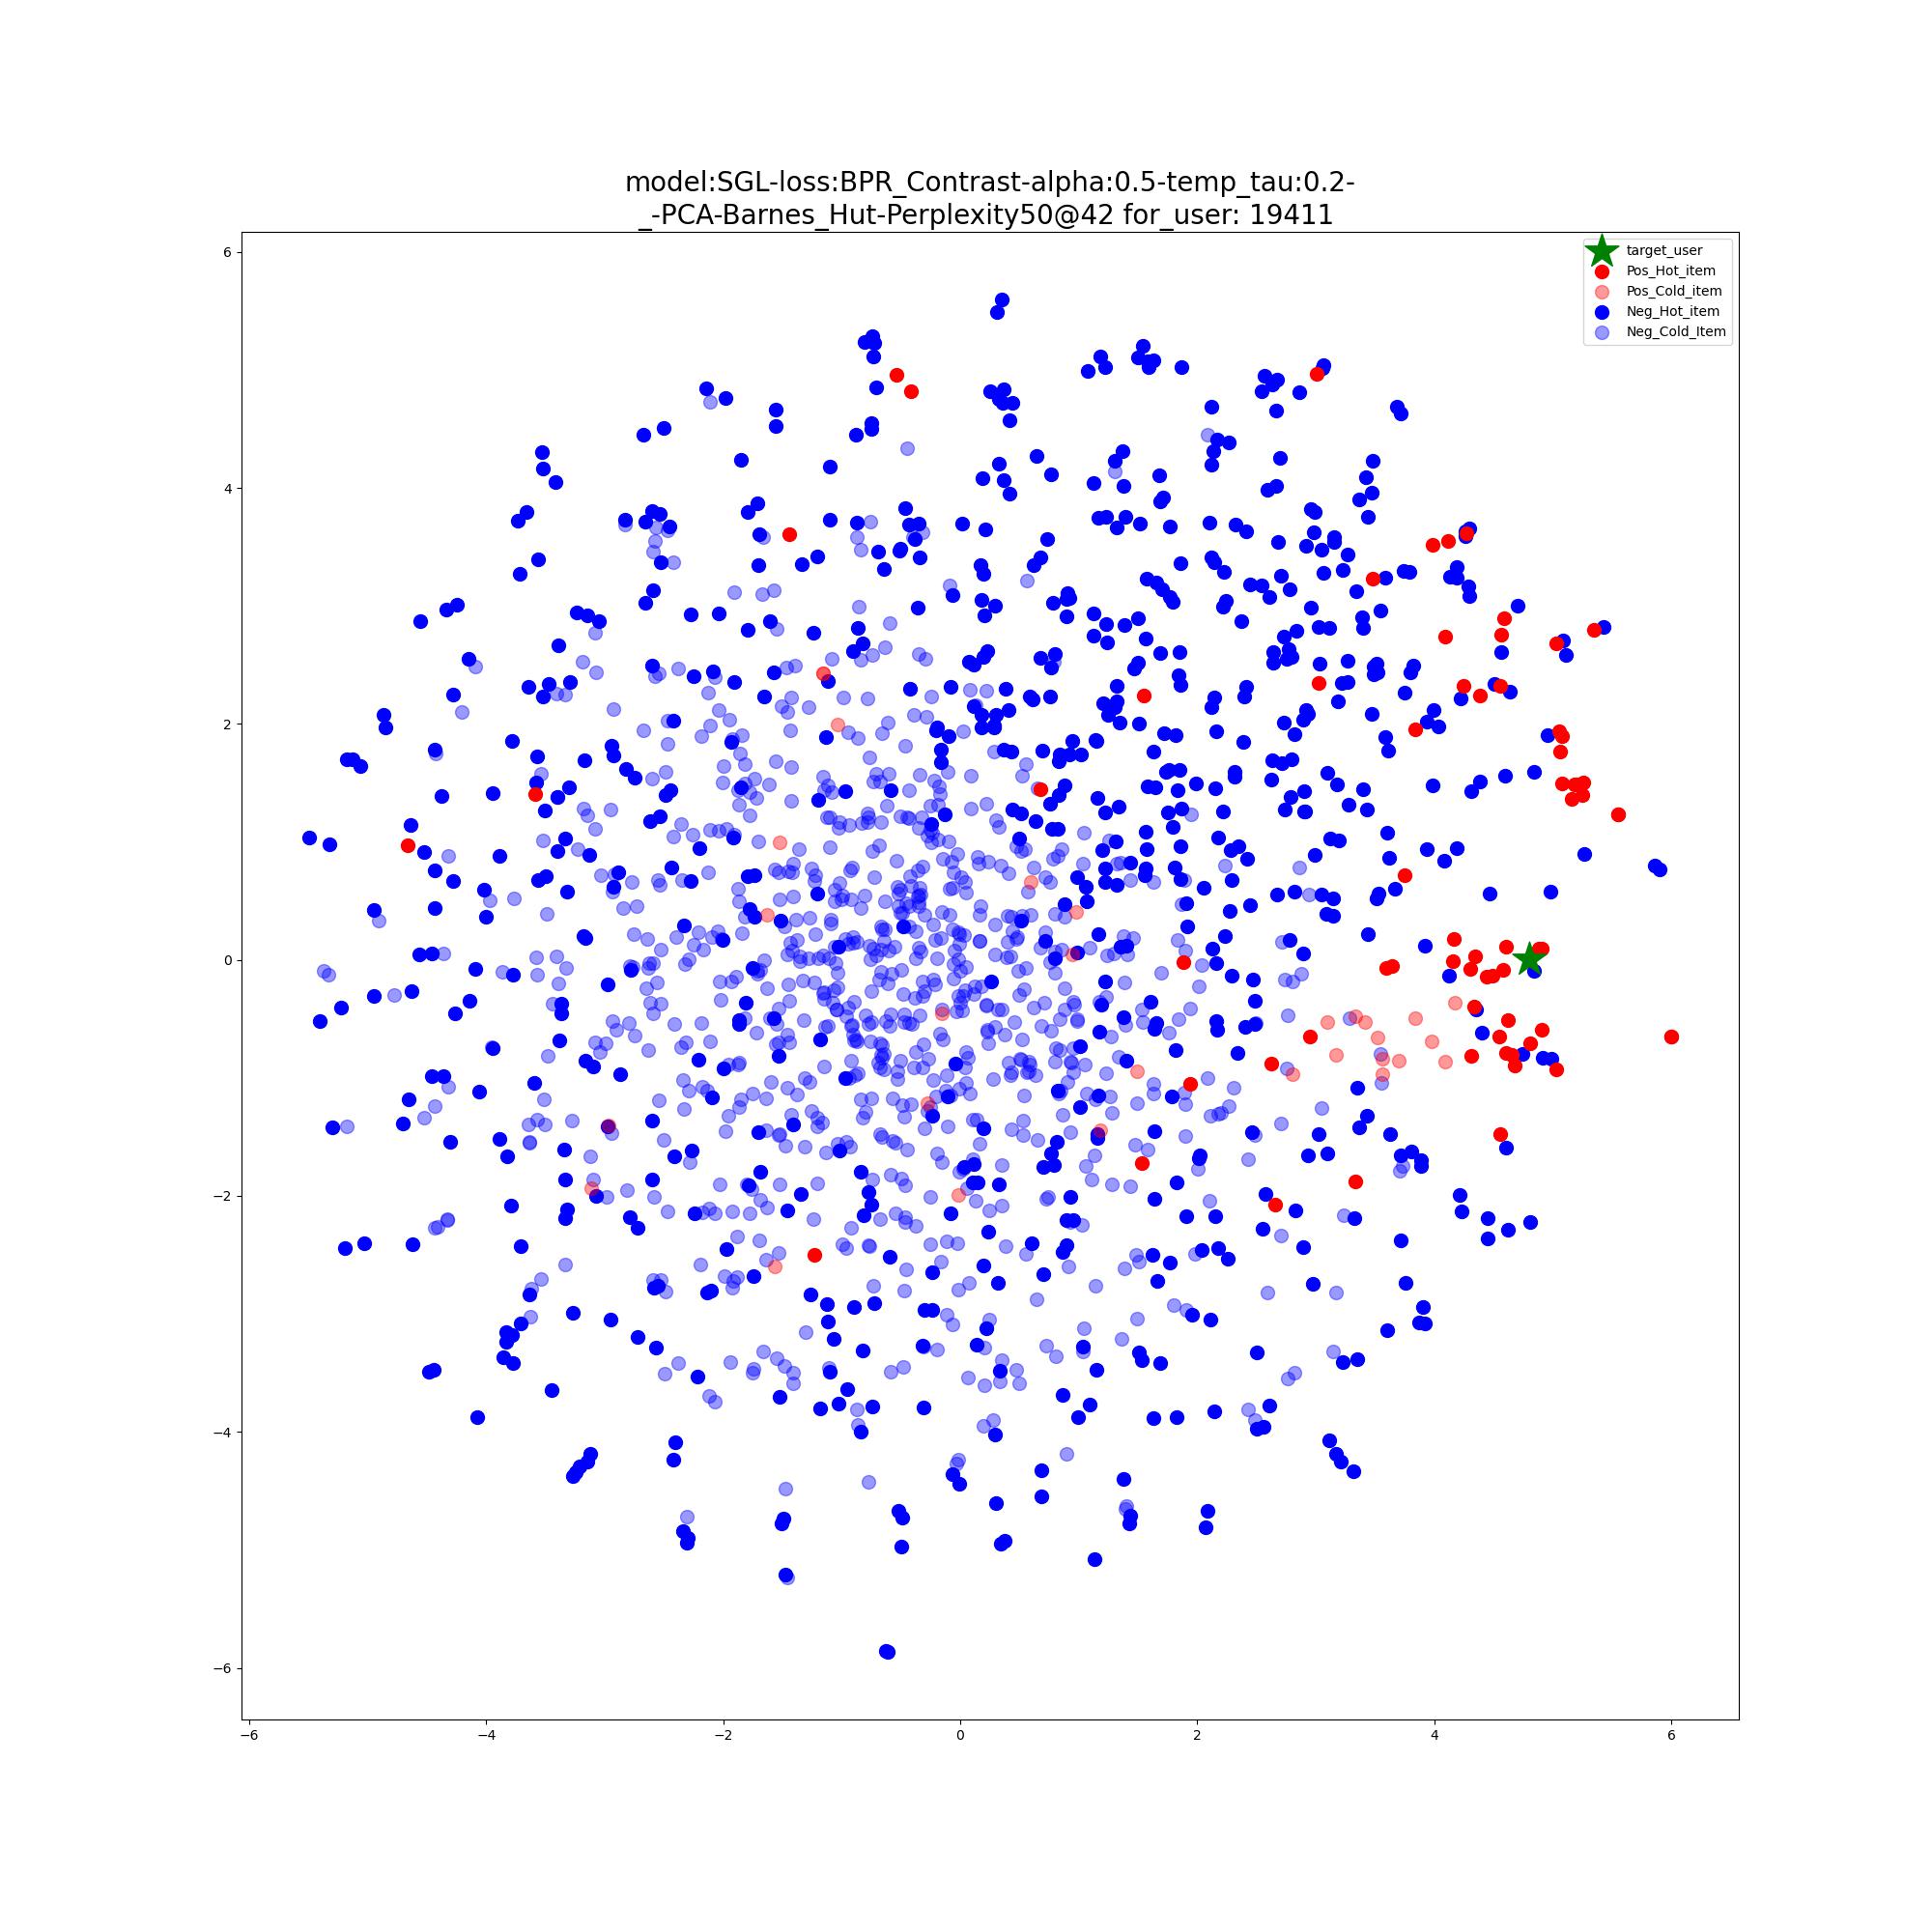 model:SGL-loss:BPR_Contrast-alpha:0.5-temp_tau:0.2-
_-PCA-Barnes_Hut-Perplexity50@42 for_user: 19411
target_user
Pos_Hot_item
Pos_Cold_item
Neg_Hot_item
Neg_Cold_Item
6
4
2
0
−2
−4
−6
−6 −4 −2 0 2 4 6